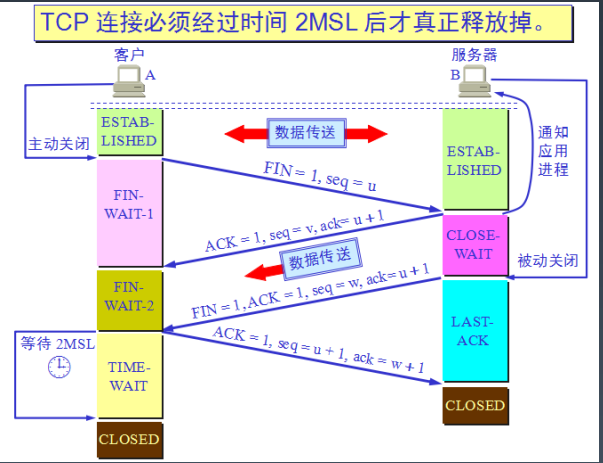 TCP 连接必须经过时间 2MSL 后才真正释放掉。
客户
A
服务器
B
ESTAB-
LISHED
数据传送
主动关闭
FIN = 1, seq = u
ESTAB-
LISHED
通知
应用
进程
FIN-
WAIT-1
ACK = 1, seq = v, ack= u + 1
CLOSE-
WAIT
数据传送
被动关闭
FIN-
WAIT-2
FIN = 1, ACK = 1, seq = w, ack= u + 1
LAST-
ACK
等待 2MSL
ACK = 1, seq = u + 1, ack = w + 1
TIME-
WAIT
CLOSED
CLOSED